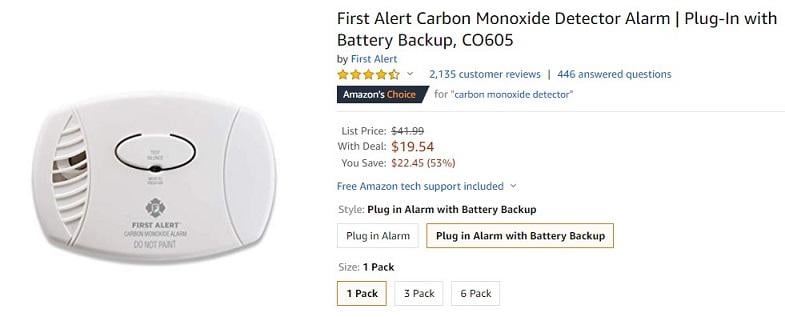 First Alert Carbon Monoxide Detector Alarm | Plug-In with
Battery Backup, CO605
by First Alert
2,135 customer reviews | 446 answered questions
Amazon's Choice for "carbon monoxide detector"
List Price: $41.99
With Deal: $19.54
You Save: $22.45 (53%)
Free Amazon tech support included
Style: Plug in Alarm with Battery Backup
Plug in Alarm
Plug in Alarm with Battery Backup
Size: 1 Pack
1 Pack
3 Pack
6 Pack
TEST
SILENCE
FIRST ALERT
CARBON MONOXIDE ALARM
DO NOT PAINT